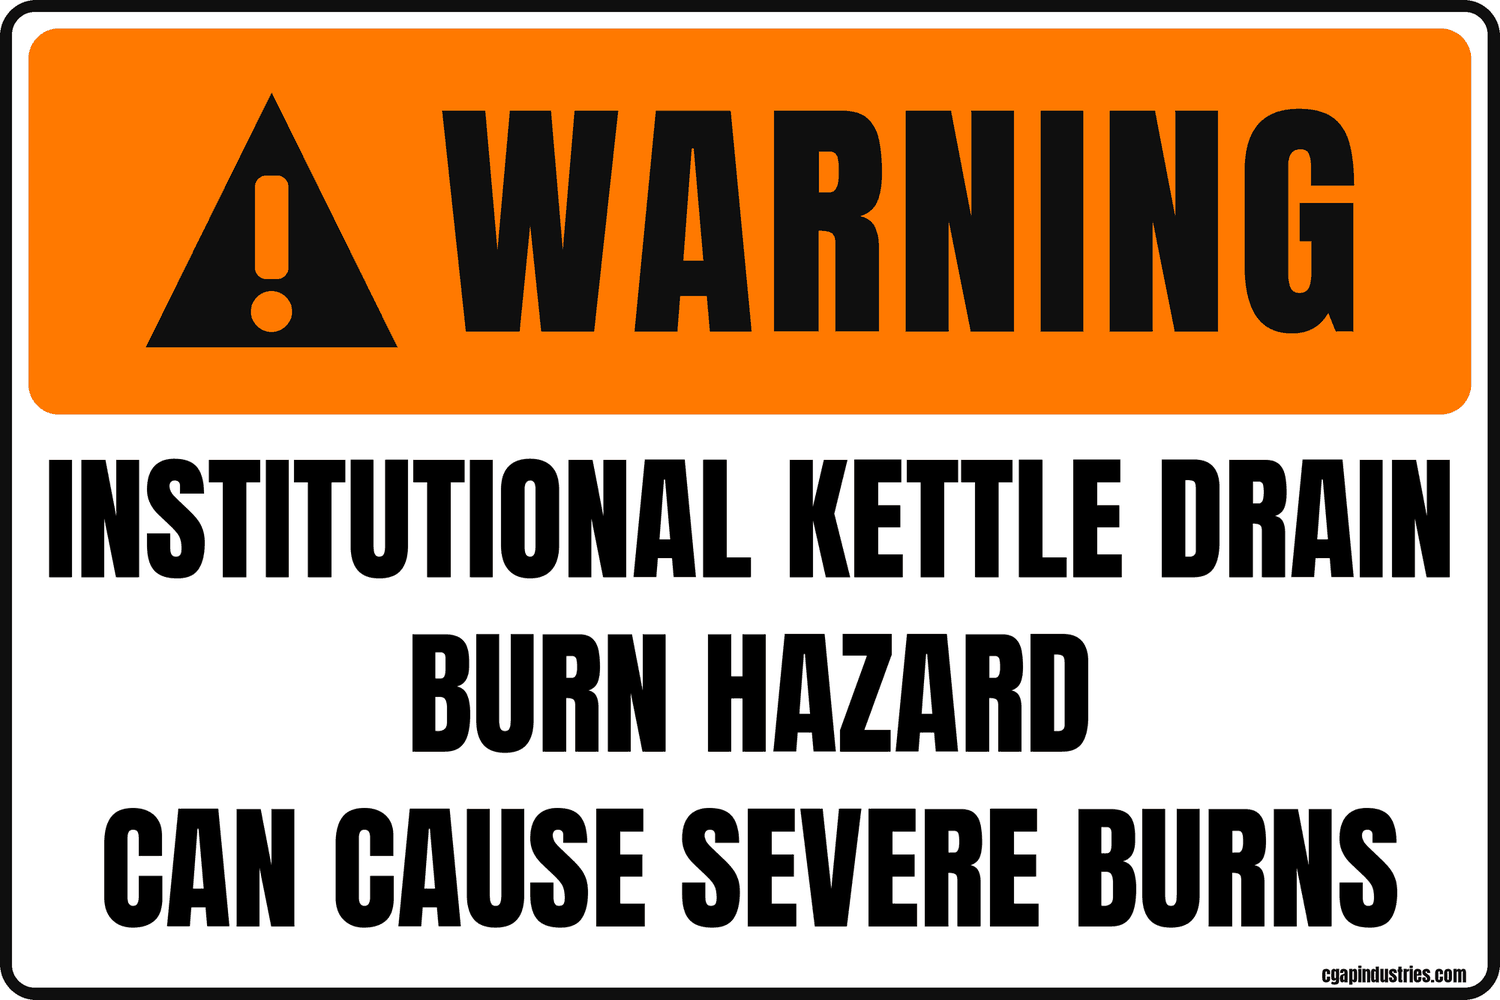 WARNING
INSTITUTIONAL KETTLE DRAIN
BURN HAZARD
CAN CAUSE SEVERE BURNS
cgapindustries.com